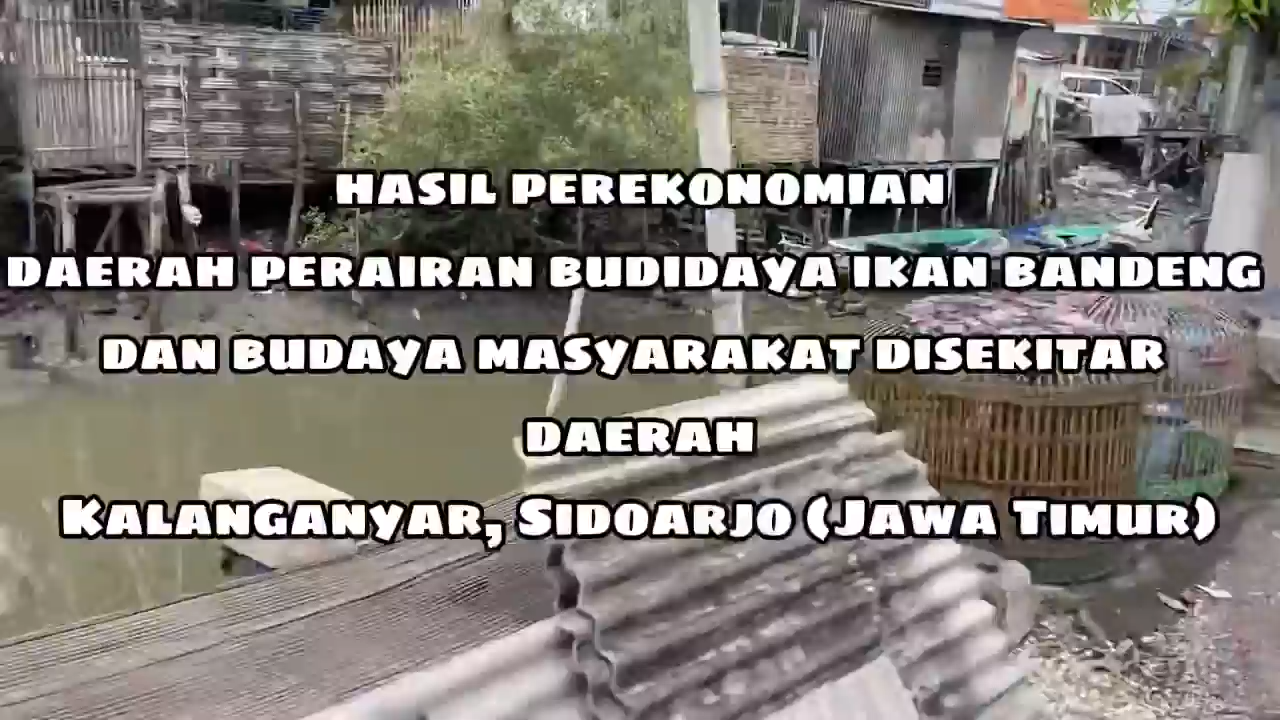 HASIL PEREKONOMIAN
DAERAH PERAIRAN BUDIDAYA IKAN BANDENG
DAN BUDAYA MASYARAKAT DISEKITAR
DAERAH
KALANGANYAR, SIDOARJO (JAWA TIMUR)